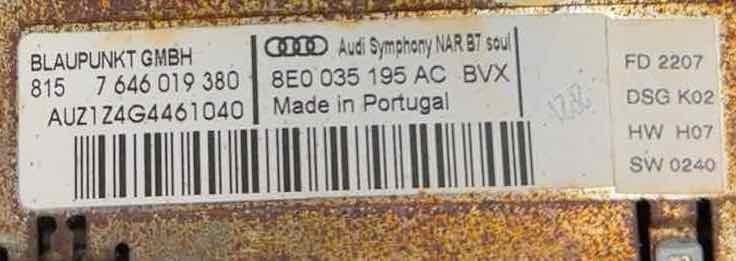 BLAUPUNKT GMBH
815 7 646 019 380
AUZ1Z4G4461040
Audi Symphony NAR B7 soul
8E0 035 195 AC BVX
Made in Portugal
FD 2207
DSG K02
HW H07
SW 0240